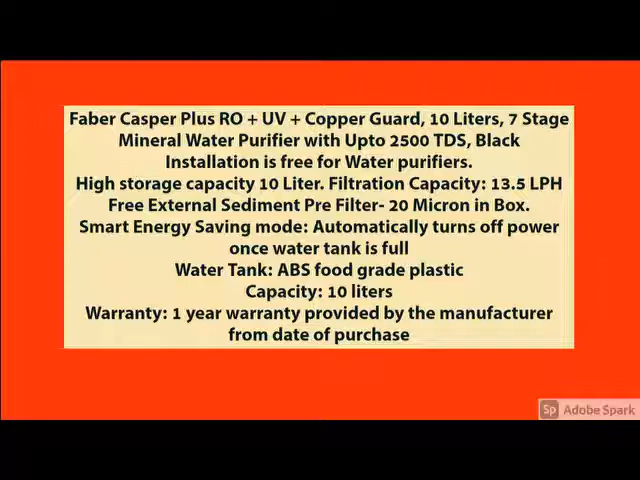 Faber Casper Plus RO + UV + Copper Guard, 10 Liters, 7 Stage
Mineral Water Purifier with Upto 2500 TDS, Black
Installation is free for Water purifiers.
High storage capacity 10 Liter. Filtration Capacity: 13.5 LPH
Free External Sediment Pre Filter- 20 Micron in Box.
Smart Energy Saving mode: Automatically turns off power
once water tank is full
Water Tank: ABS food grade plastic
Capacity: 10 liters
Warranty: 1 year warranty provided by the manufacturer
from date of purchase
Sp Adobe Spark